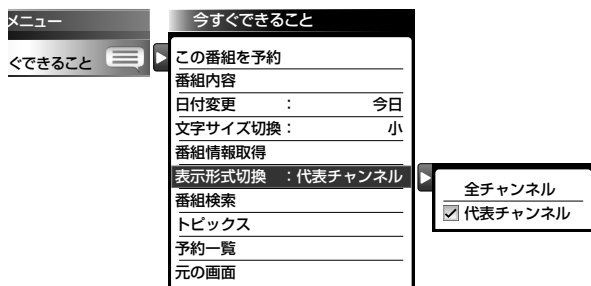 メニュー
ぐできること
今すぐできること
この番組を予約
番組内容
日付変更 : 今日
文字サイズ切換 : 小
番組情報取得
表示形式切換 : 代表チャンネル
番組検索
トピックス
予約一覧
元の画面
全チャンネル
代表チャンネル